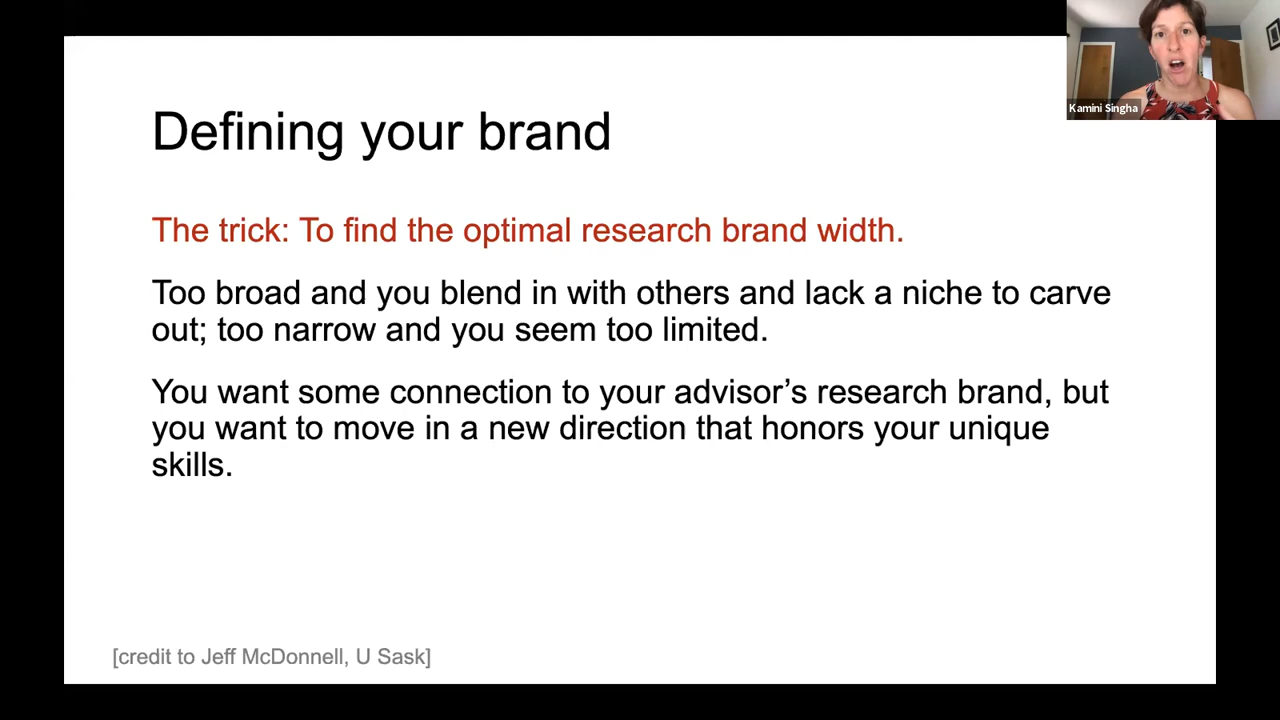 Kamini Singha
Defining your brand
The trick: To find the optimal research brand width.
Too broad and you blend in with others and lack a niche to carve
out; too narrow and you seem too limited.
You want some connection to your advisor’s research brand, but
you want to move in a new direction that honors your unique
skills.
[credit to Jeff McDonnell, U Sask]